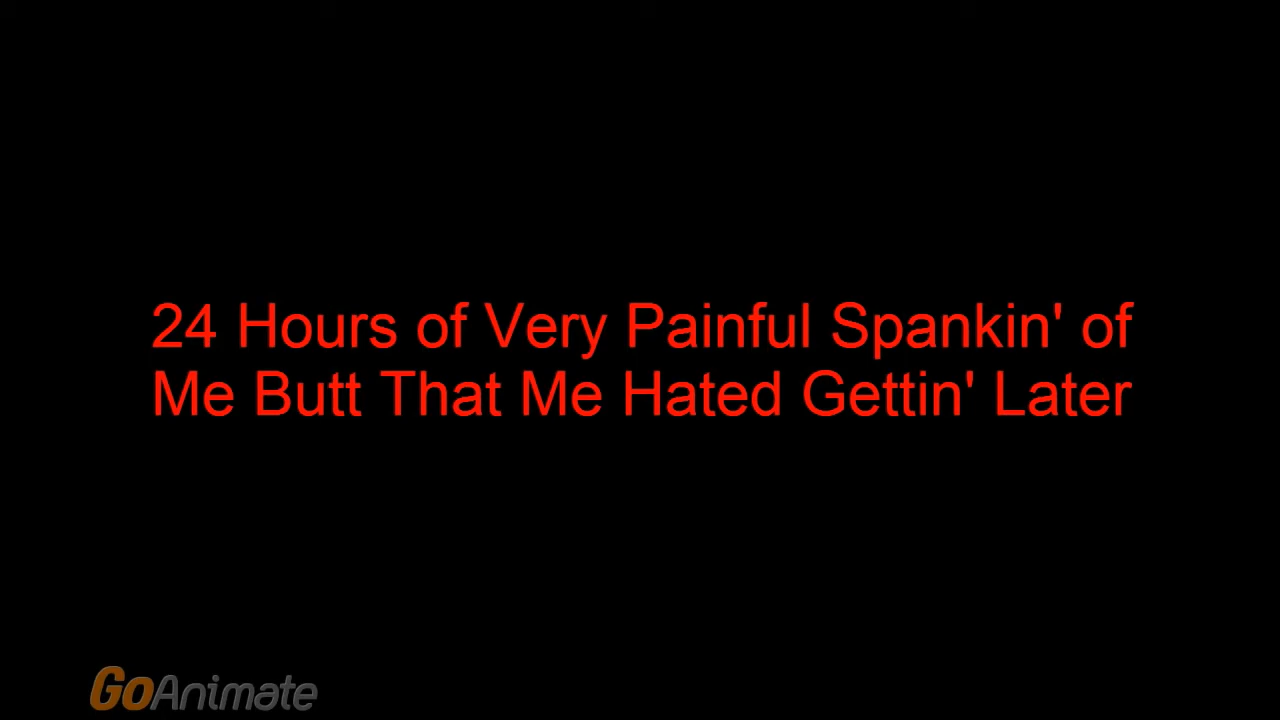 24 Hours of Very Painful Spankin' of
Me Butt That Me Hated Gettin' Later
GoAnimate